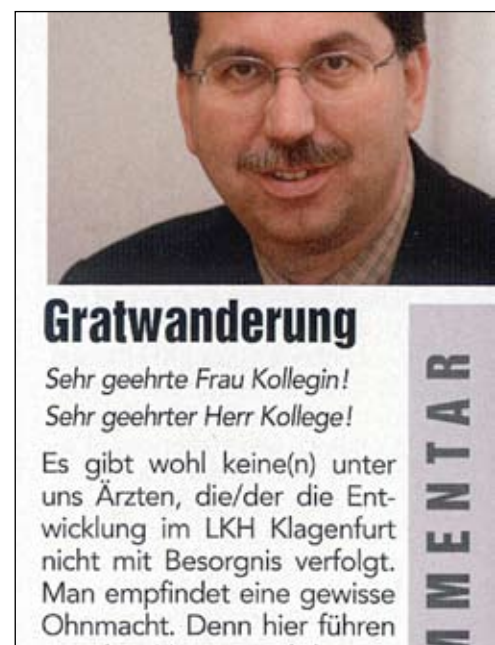 Gratwanderung
Sehr geehrte Frau Kollegin!
Sehr geehrter Herr Kollege!
Es gibt wohl keine(n) unter
uns Ärzten, die/der die Ent-
wicklung im LKH Klagenfurt
nicht mit Besorgnis verfolgt.
Man empfindet eine gewisse
Ohnmacht. Denn hier führen
MMENTAR